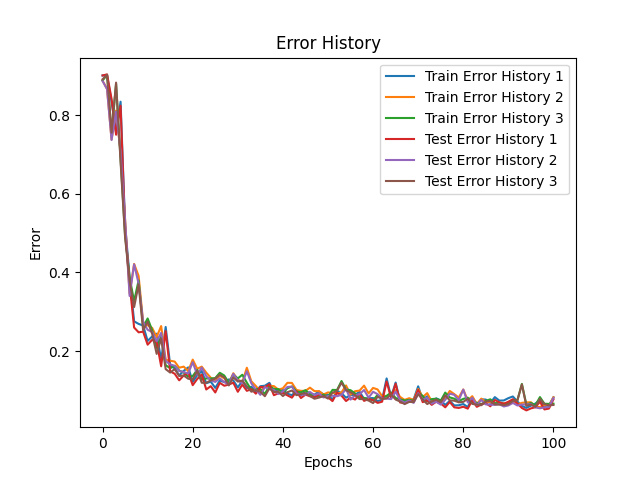 Error History
Train Error History 1
Train Error History 2
Train Error History 3
Test Error History 1
Test Error History 2
Test Error History 3
0.8
0.6
0.4
0.2
Error
0 20 40 60 80 100
Epochs